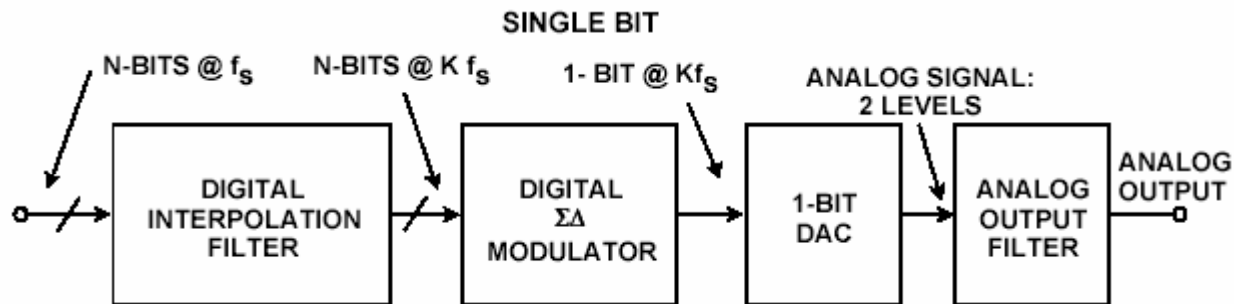 SINGLE BIT
N-BITS @ fS
N-BITS @ K fS
1- BIT @ KfS
ANALOG SIGNAL:
2 LEVELS
DIGITAL
INTERPOLATION
FILTER
DIGITAL
ΣΔ
MODULATOR
1-BIT
DAC
ANALOG
OUTPUT
FILTER
ANALOG
OUTPUT